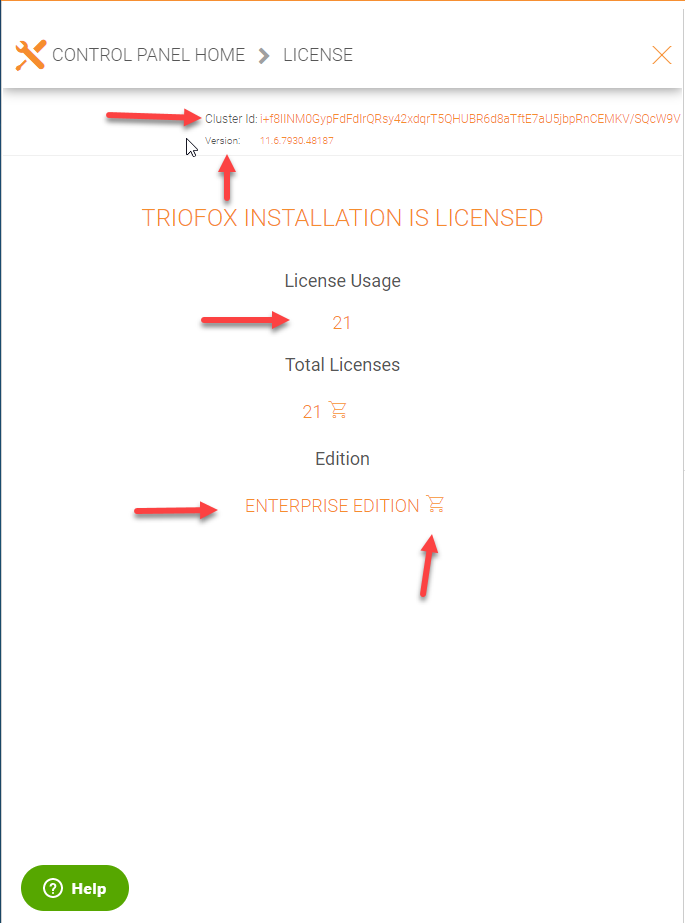 CONTROL PANEL HOME > LICENSE
Cluster Id: i+f8IINM0GypFdFdIrQRsy42xdqrT5QHUBR6d8aTftE7aU5jbpRnCEMKV/SQcW9V
Version: 11.6.7930.48187
TRIOFOX INSTALLATION IS LICENSED
License Usage
21
Total Licenses
21
Edition
ENTERPRISE EDITION
Help